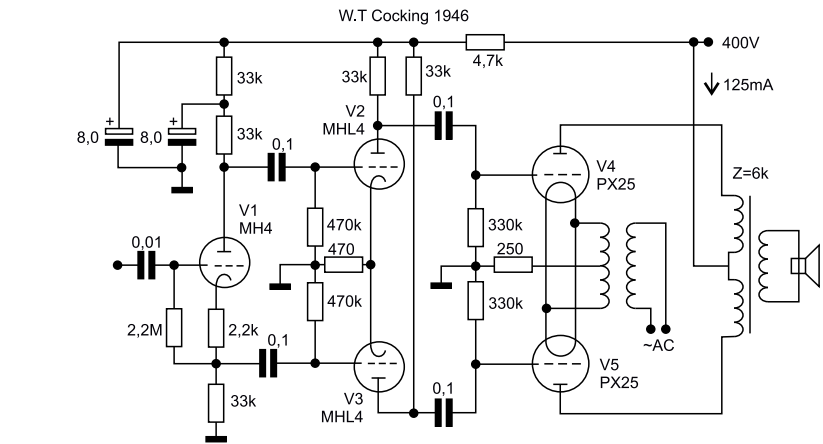 W.T Cocking 1946
400V
4,7k
125mA
33k
33k
33k
0,1
+
+
8,0
8,0
33k
V2
MHL4
0,1
V4
PX25
Z=6k
V1
MH4
470k
330k
0,01
470
250
470k
330k
2,2M
2,2k
0,1
~AC
V5
PX25
33k
V3
MHL4
0,1